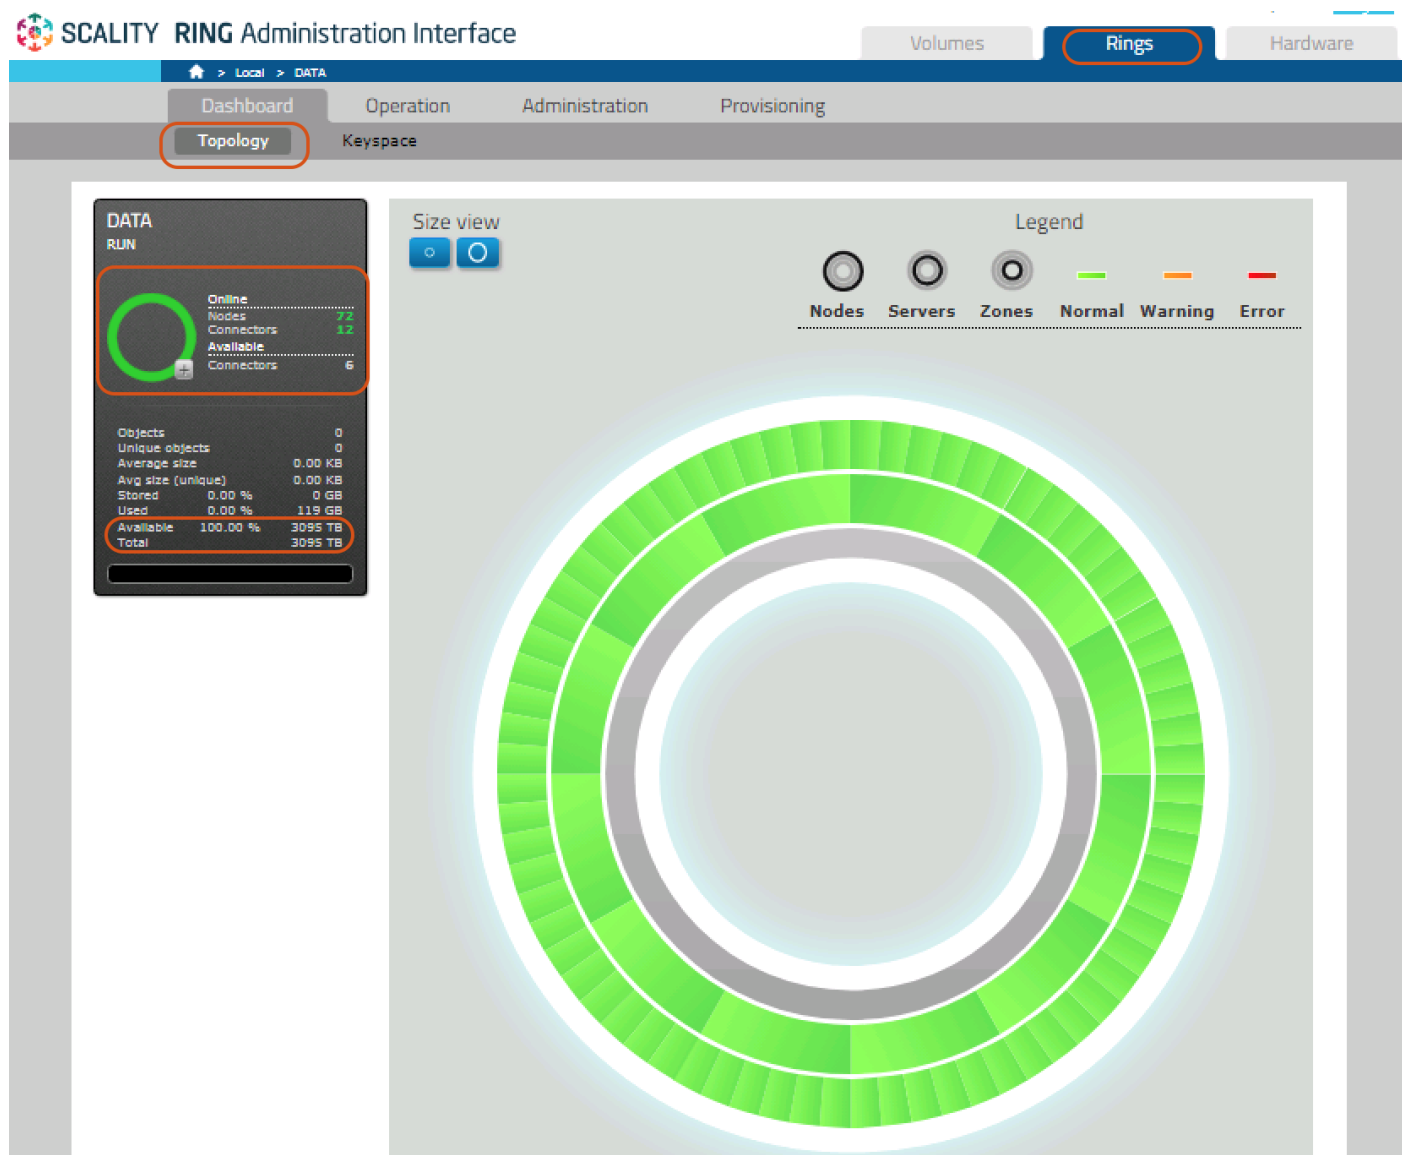 SCALITY RING Administration Interface
Volumes Rings Hardware
> Local > DATA
Dashboard Operation Administration Provisioning
Topology Keyspace
DATA
RUN
Online
Nodes 72
Connectors 12
Available
Connectors 6
Objects 0
Unique objects 0
Average size 0.00 KB
Avg size (unique) 0.00 KB
Stored 0.00 % 0 GB
Used 0.00 % 119 GB
Available 100.00 % 3095 TB
Total 3095 TB
Size view
Legend
Nodes Servers Zones Normal Warning Error